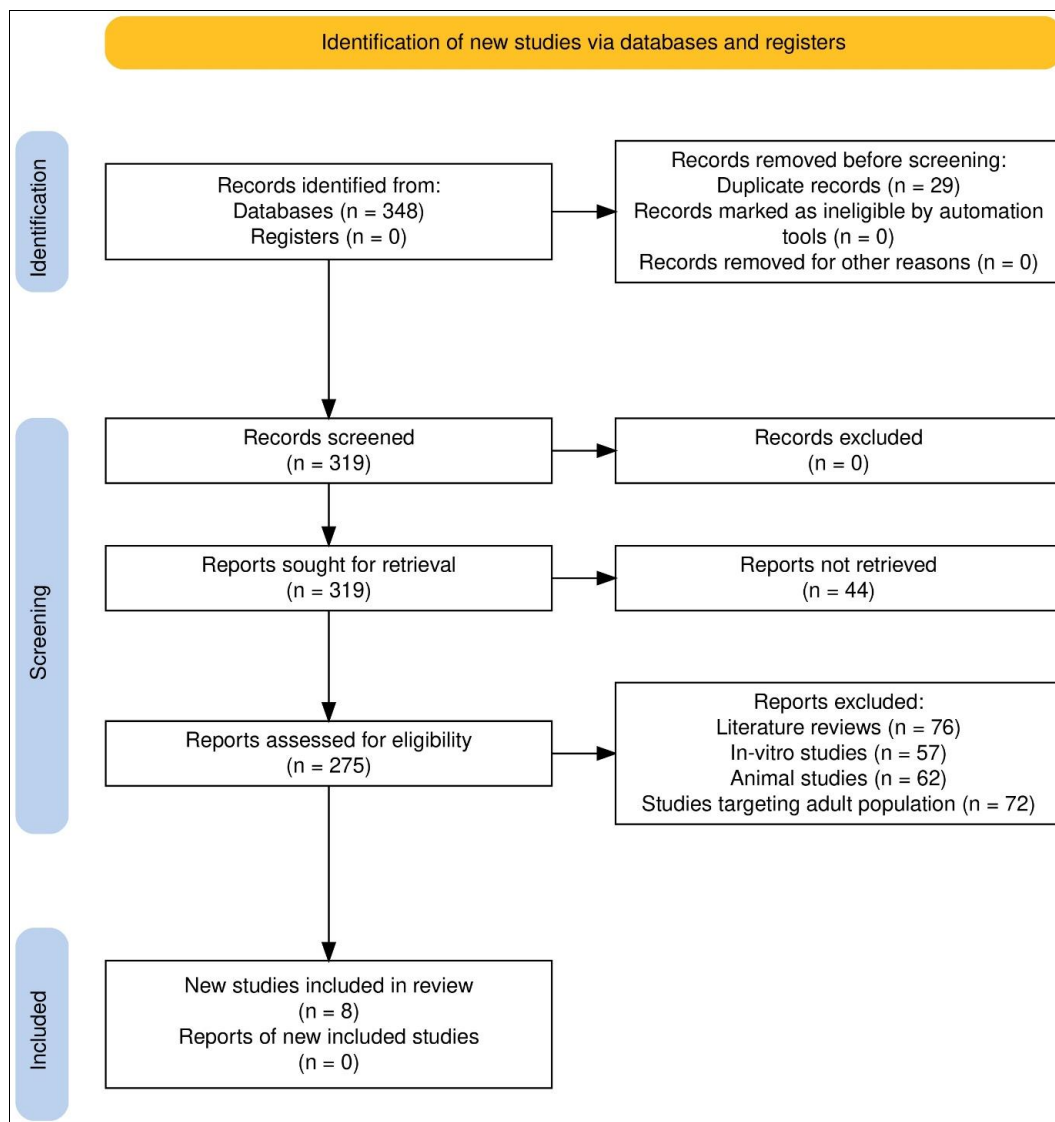 Identification of new studies via databases and registers
Identification
Records identified from:
Databases (n = 348)
Registers (n = 0)
Records removed before screening:
Duplicate records (n = 29)
Records marked as ineligible by automation
tools (n = 0)
Records removed for other reasons (n = 0)
Screening
Records screened
(n = 319)
Records excluded
(n = 0)
Reports sought for retrieval
(n = 319)
Reports not retrieved
(n = 44)
Reports assessed for eligibility
(n = 275)
Reports excluded:
Literature reviews (n = 76)
In-vitro studies (n = 57)
Animal studies (n = 62)
Studies targeting adult population (n = 72)
Included
New studies included in review
(n = 8)
Reports of new included studies
(n = 0)